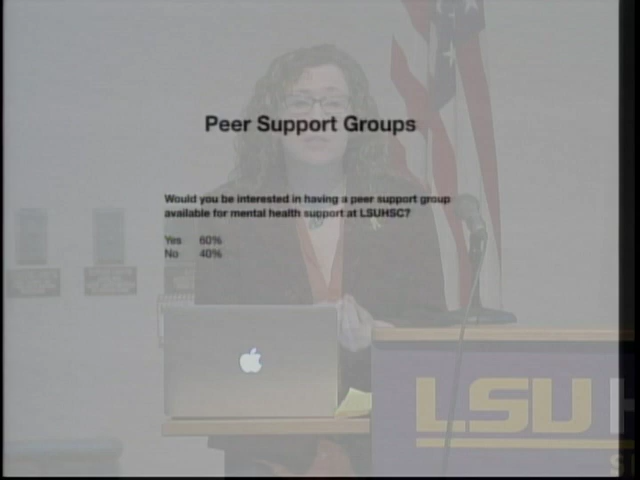 Peer Support Groups
Would you be interested in having a peer support group
available for mental health support at LSUHSC?
Yes 60%
No 40%
LSU H
S